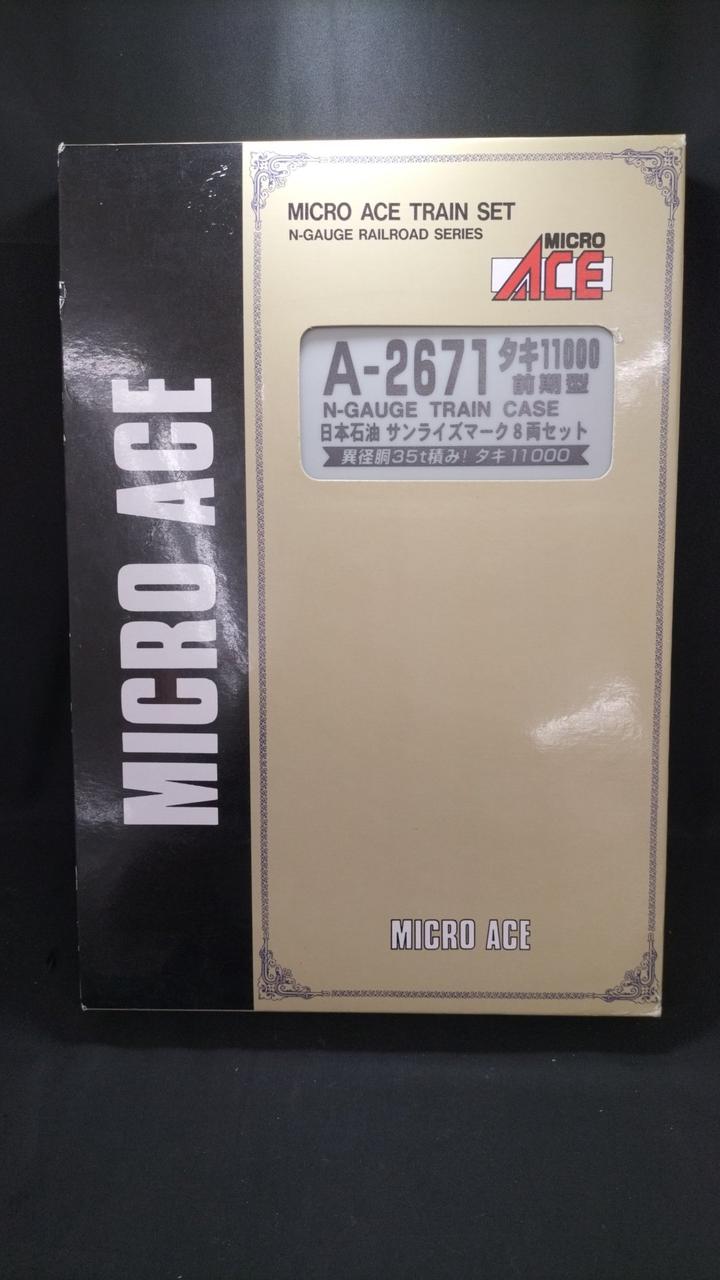 MICRO ACE
MICRO ACE TRAIN SET
N-GAUGE RAILROAD SERIES
MICRO
ACE
A-2671 タキ11000
前期型
N-GAUGE TRAIN CASE
日本石油 サンライズマーク8両セット
異径胴35t積み! タキ11000
MICRO ACE